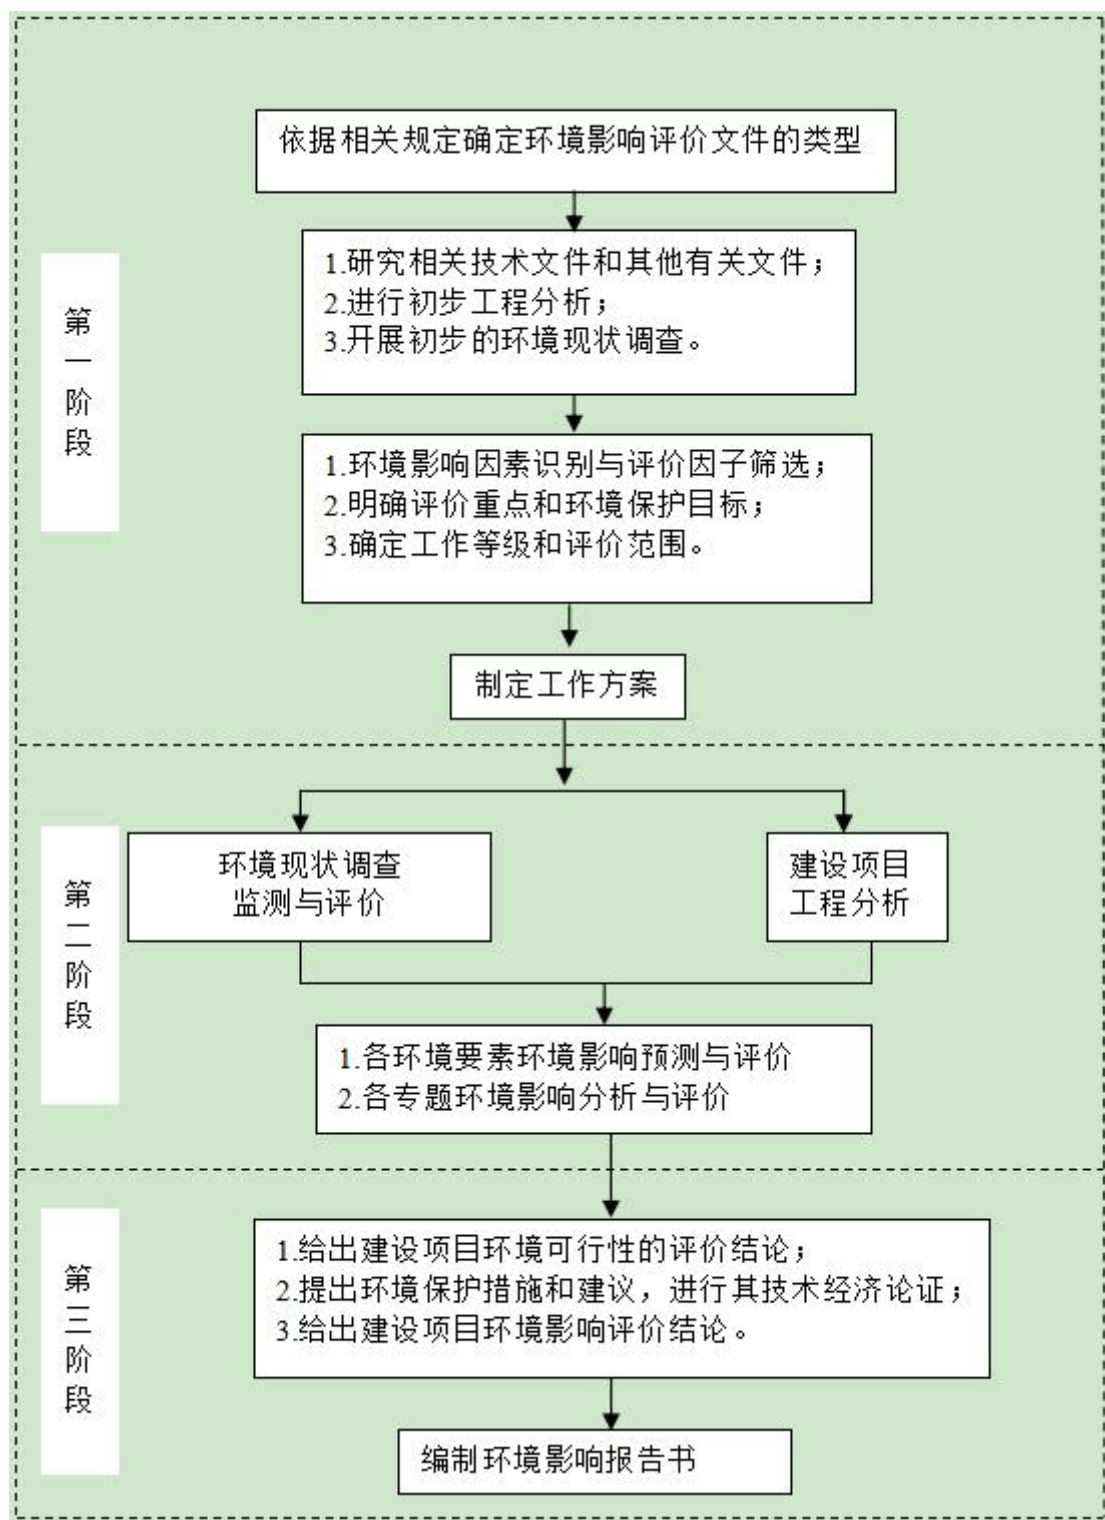 依据相关规定确定环境影响评价文件的类型
第一阶段
1.研究相关技术文件和其他有关文件；
2.进行初步工程分析；
3.开展初步的环境现状调查。
1.环境影响因素识别与评价因子筛选；
2.明确评价重点和环境保护目标；
3.确定工作等级和评价范围。
制定工作方案
第二阶段
环境现状调查
监测与评价
建设项目
工程分析
1.各环境要素环境影响预测与评价
2.各专题环境影响分析与评价
第三阶段
1.给出建设项目环境可行性的评价结论；
2.提出环境保护措施和建议，进行其技术经济论证；
3.给出建设项目环境影响评价结论。
编制环境影响报告书